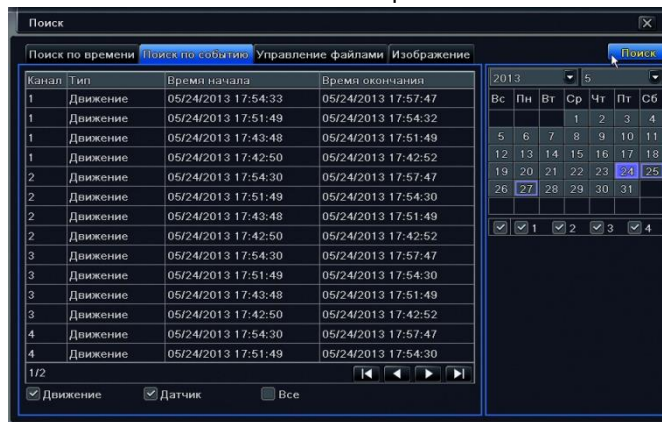 Поиск
Поиск по времени Поиск по событию Управление файлами Изображение Поиск
Канал Тип Время начала Время окончания
1 Движение 05/24/2013 17:54:33 05/24/2013 17:57:47
1 Движение 05/24/2013 17:51:49 05/24/2013 17:54:32
1 Движение 05/24/2013 17:43:48 05/24/2013 17:51:49
1 Движение 05/24/2013 17:42:50 05/24/2013 17:42:52
2 Движение 05/24/2013 17:54:30 05/24/2013 17:57:47
2 Движение 05/24/2013 17:51:49 05/24/2013 17:54:30
2 Движение 05/24/2013 17:43:48 05/24/2013 17:51:49
2 Движение 05/24/2013 17:42:50 05/24/2013 17:42:52
3 Движение 05/24/2013 17:54:30 05/24/2013 17:57:47
3 Движение 05/24/2013 17:51:49 05/24/2013 17:54:30
3 Движение 05/24/2013 17:43:48 05/24/2013 17:51:49
3 Движение 05/24/2013 17:42:50 05/24/2013 17:42:52
4 Движение 05/24/2013 17:54:30 05/24/2013 17:57:47
4 Движение 05/24/2013 17:51:49 05/24/2013 17:54:30
1/2
Движение Датчик Все
2013 5
Вс Пн Вт Ср Чт Пт Сб
1 2 3 4
5 6 7 8 9 10 11
12 13 14 15 16 17 18
19 20 21 22 23 24 25
26 27 28 29 30 31
1 2 3 4